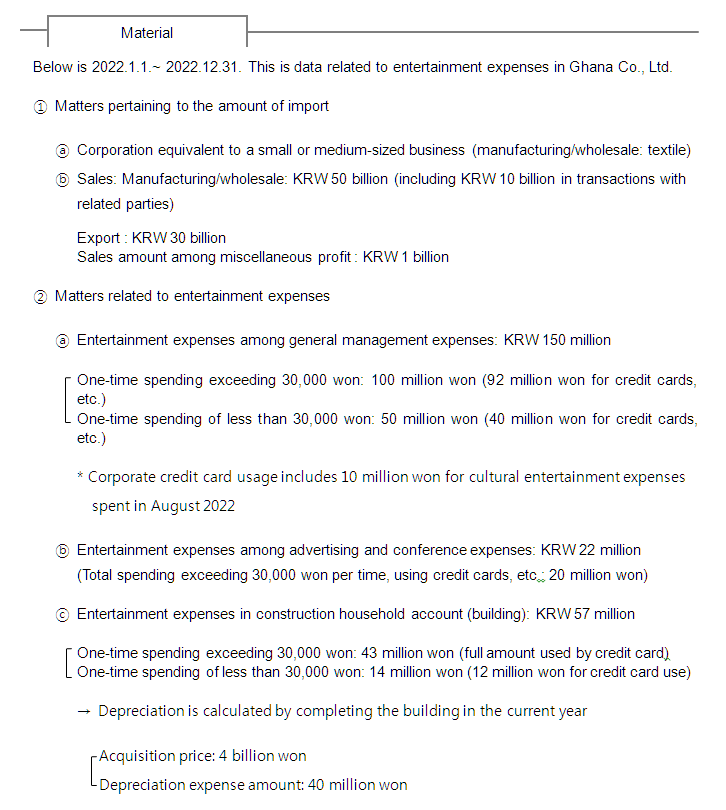 Material
Below is 2022.1.1.~ 2022.12.31. This is data related to entertainment expenses in Ghana Co., Ltd.
① Matters pertaining to the amount of import
ⓐ Corporation equivalent to a small or medium-sized business (manufacturing/wholesale: textile)
ⓑ Sales: Manufacturing/wholesale: KRW 50 billion (including KRW 10 billion in transactions with
related parties)
Export : KRW 30 billion
Sales amount among miscellaneous profit : KRW 1 billion
② Matters related to entertainment expenses
ⓐ Entertainment expenses among general management expenses: KRW 150 million
One-time spending exceeding 30,000 won: 100 million won (92 million won for credit cards,
etc.)
One-time spending of less than 30,000 won: 50 million won (40 million won for credit cards,
etc.)
* Corporate credit card usage includes 10 million won for cultural entertainment expenses
spent in August 2022
ⓑ Entertainment expenses among advertising and conference expenses: KRW 22 million
(Total spending exceeding 30,000 won per time, using credit cards, etc.: 20 million won)
ⓒ Entertainment expenses in construction household account (building): KRW 57 million
One-time spending exceeding 30,000 won: 43 million won (full amount used by credit card)
One-time spending of less than 30,000 won: 14 million won (12 million won for credit card use)
→ Depreciation is calculated by completing the building in the current year
Acquisition price: 4 billion won
Depreciation expense amount: 40 million won